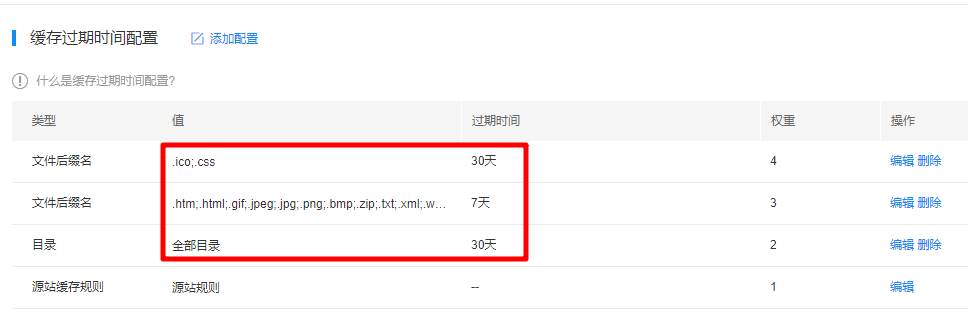 缓存过期时间配置 添加配置
什么是缓存过期时间配置?
类型 值 过期时间 权重 操作
文件后缀名 .ico;.css 30天 4 编辑 删除
文件后缀名 .htm;.html;.gif;.jpeg;.jpg;.png;.bmp;.zip;.txt;.xml;.w... 7天 3 编辑 删除
目录 全部目录 30天 2 编辑 删除
源站缓存规则 源站规则 -- 1 编辑